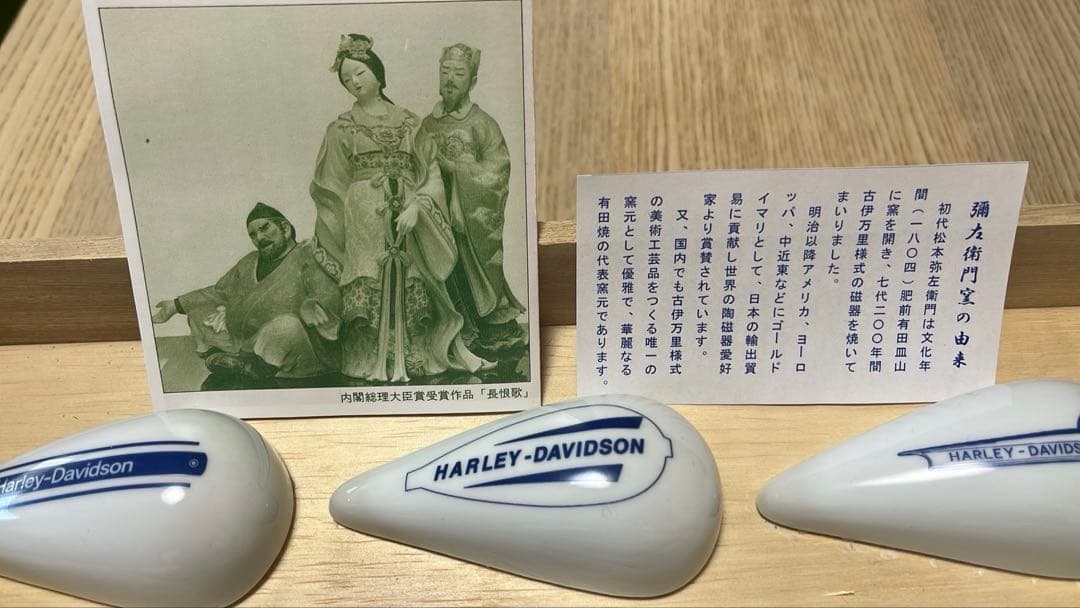 内閣総理大臣賞受賞作品「長恨歌」
彌左衛門窯の由来
初代松本弥左衛門は文化年
間(一八〇四)肥前有田皿山
に窯を開き、七代二〇〇年間
古伊万里様式の磁器を焼いて
まいりました。
明治以降アメリカ、ヨーロ
ッパ、中近東などにゴールド
イマリとして、日本の輸出貿
易に貢献し世界の陶磁器愛好
家より賞賛されています。
又、国内でも古伊万里様式
の美術工芸品をつくる唯一の
窯元として優雅で、華麗なる
有田焼の代表窯元であります。
Harley-Davidson
HARLEY-DAVIDSON
HARLEY-DAVIDS